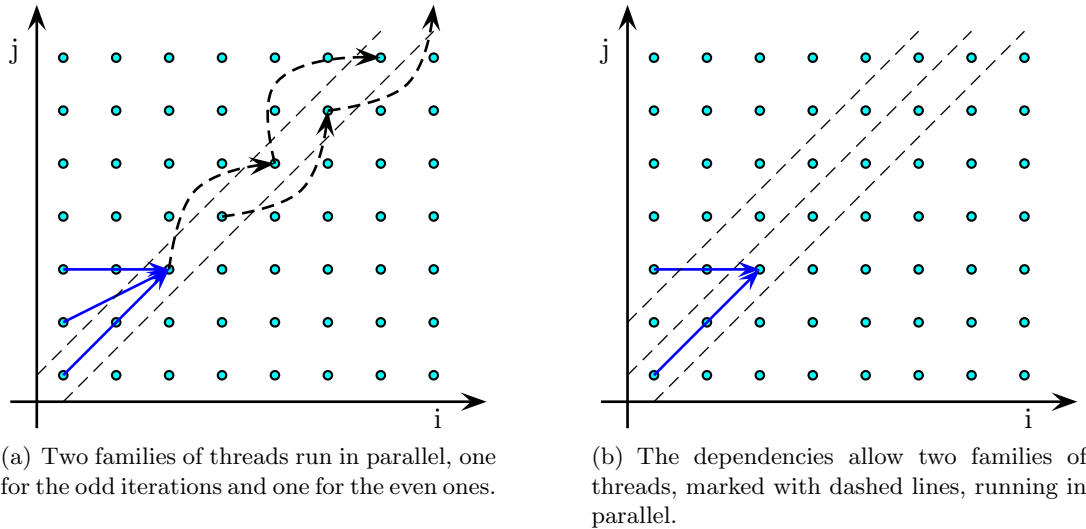 j
i
(a) Two families of threads run in parallel, one
for the odd iterations and one for the even ones.
j
i
(b) The dependencies allow two families of
threads, marked with dashed lines, running in
parallel.